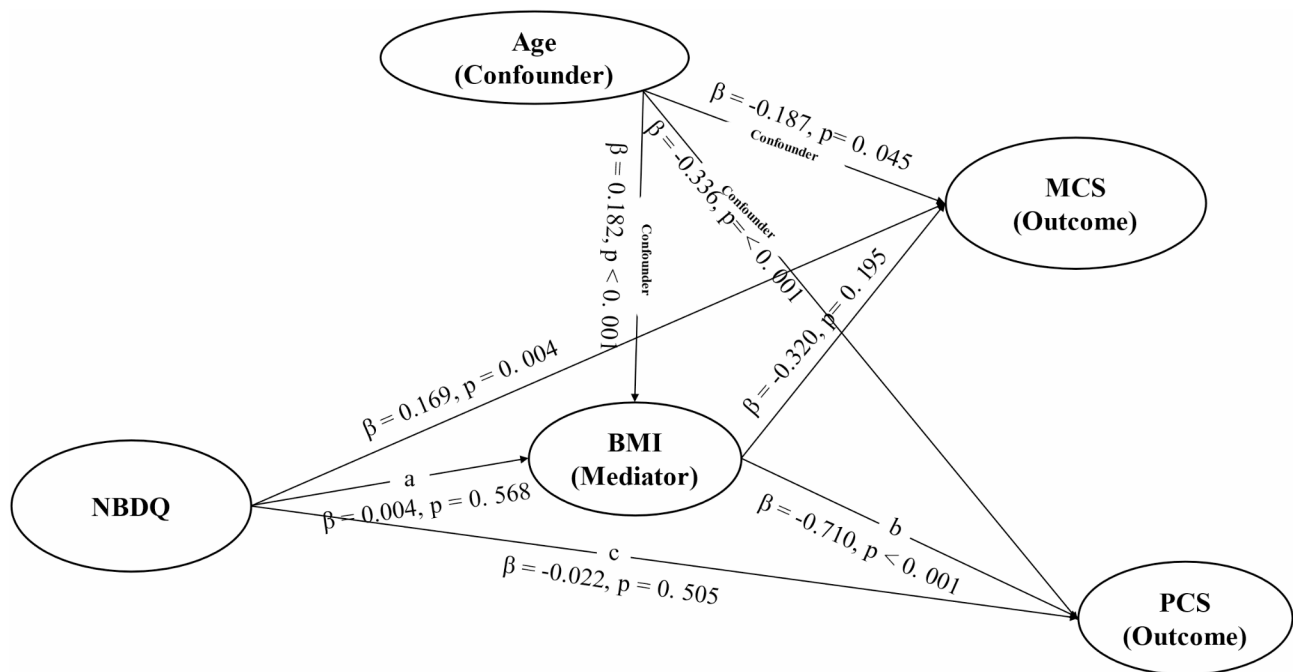 Age
(Confounder)
β = -0.187, p= 0. 045
Confounder
β = -0.336, p= < 0. 001
Confounder
β = 0.182, p < 0. 001
Confounder
MCS
(Outcome)
β = 0.169, p = 0. 004
β = -0.320, p= 0. 195
BMI
(Mediator)
NBDQ
a
β = 0.004, p = 0. 568
b
β = -0.710, p < 0. 001
c
β = -0.022, p = 0. 505
PCS
(Outcome)